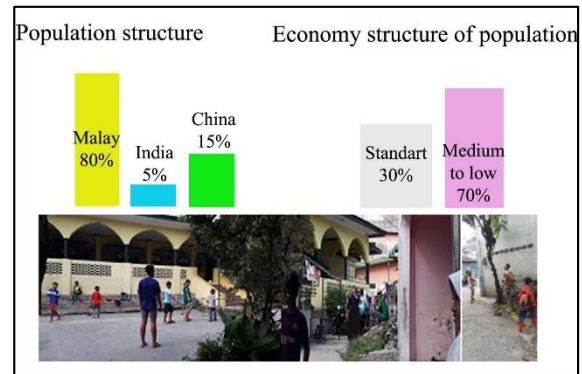 Population structure
Economy structure of population
Malay
80%
India
5%
China
15%
Standart
30%
Medium
to low
70%